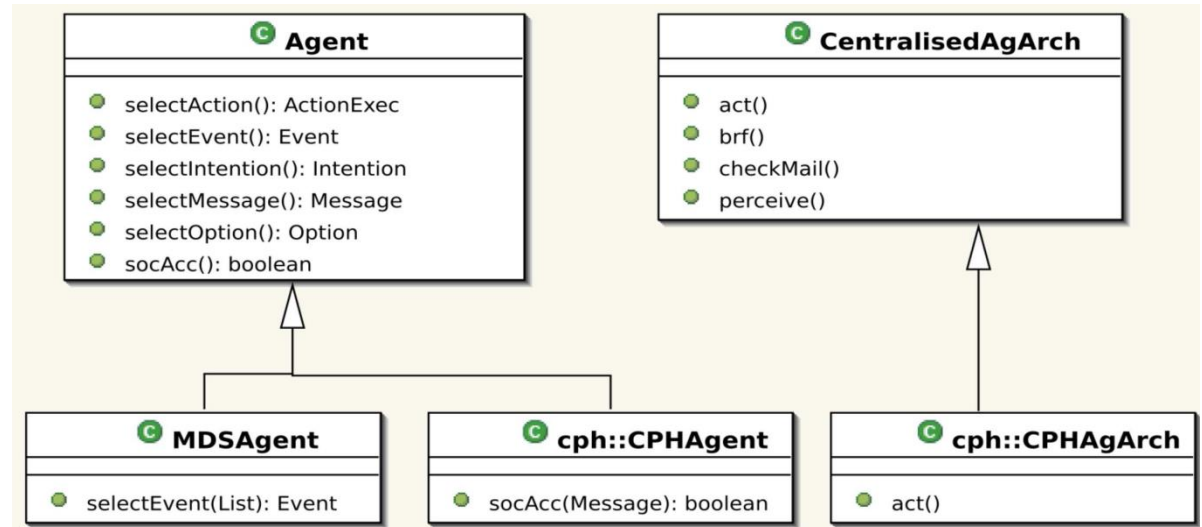 C Agent
selectAction(): ActionExec
selectEvent(): Event
selectIntention(): Intention
selectMessage(): Message
selectOption(): Option
socAcc(): boolean
C CentralisedAgArch
act()
brf()
checkMail()
perceive()
C MDSAgent
selectEvent(List): Event
C cph::CPHAgent
socAcc(Message): boolean
C cph::CPHAgArch
act()